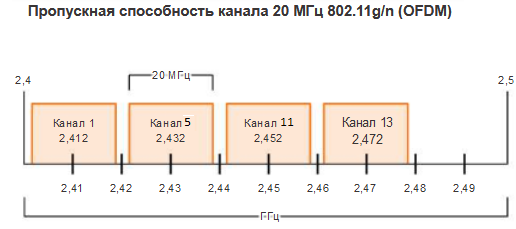 Пропускная способность канала 20 МГц 802.11g/n (OFDM)
2,4
20 МГц
2,5
Канал 1
Канал 5
Канал 11
Канал 13
2,412
2,432
2,452
2,472
2,41
2,42
2,43
2,44
2,45
2,46
2,47
2,48
2,49
ГГц